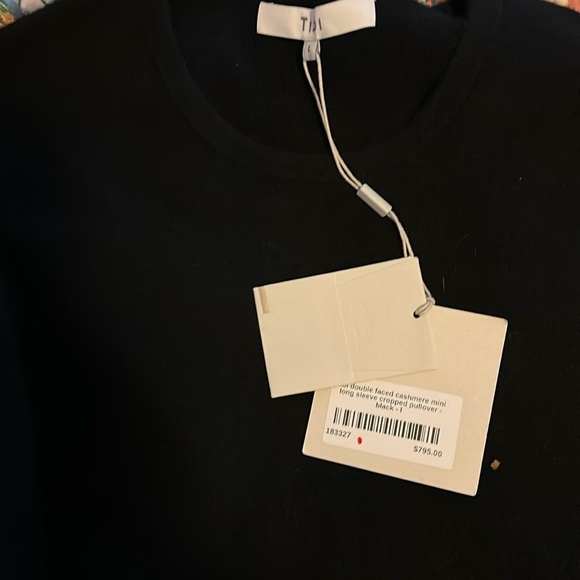 L
double faced cashmere mini
long sleeve cropped pullover -
black - l
183327
$795.00